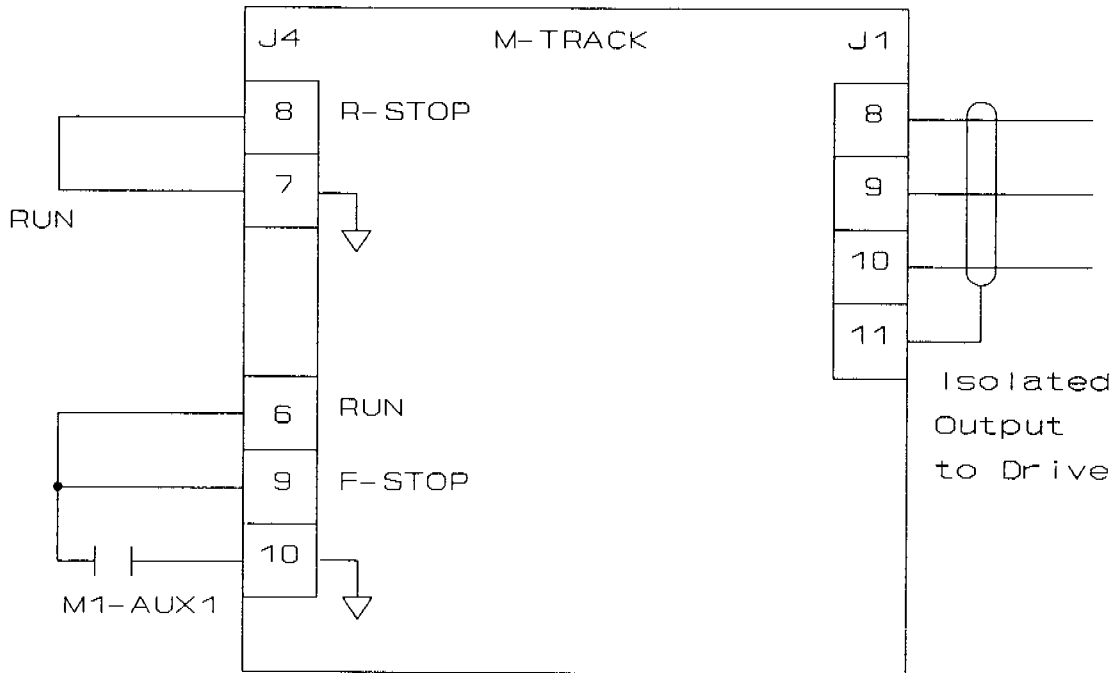 J4 M-TRACK J1
8 R-STOP 8
7 9
RUN
10
11
6 RUN
9 F-STOP
10
M1-AUX1
Isolated
Output
to Drive